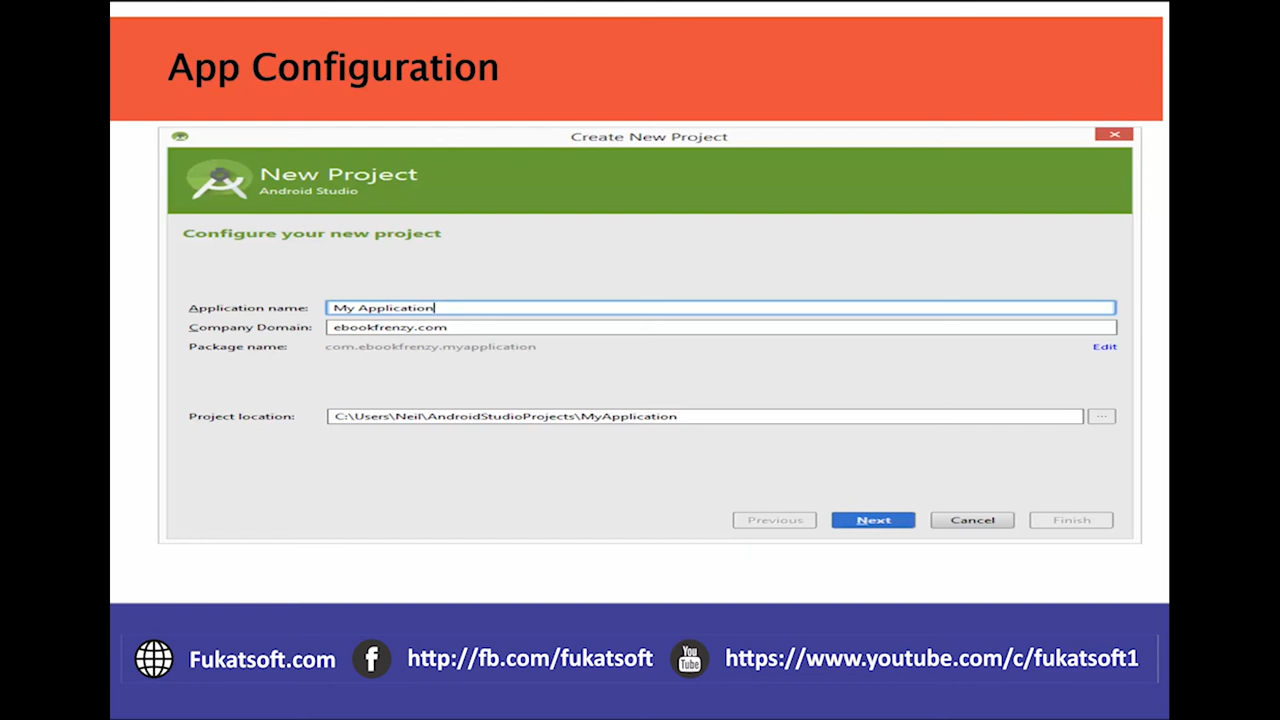 App Configuration
Create New Project
New Project
Android Studio
Configure your new project
Application name: My Application
Company Domain: ebookfrenzy.com
Package name: com.ebookfrenzy.myapplication Edit
Project location: C:\Users\Neil\AndroidStudioProjects\MyApplication ...
Previous Next Cancel Finish
Fukatsoft.com f http://fb.com/fukatsoft You Tube https://www.youtube.com/c/fukatsoft1